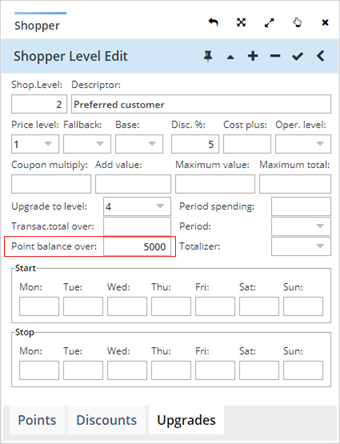 Shopper
Shopper Level Edit
Shop.Level: Descriptor:
2 Preferred customer
Price level: Fallback: Base: Disc. %: Cost plus: Oper. level:
1 5
Coupon multiply: Add value: Maximum value: Maximum total:
Upgrade to level: 4 Period spending:
Transac.total over: Period:
Point balance over: 5000 Totalizer:
Start
Mon: Tue: Wed: Thu: Fri: Sat: Sun:
Stop
Mon: Tue: Wed: Thu: Fri: Sat: Sun:
Points Discounts Upgrades